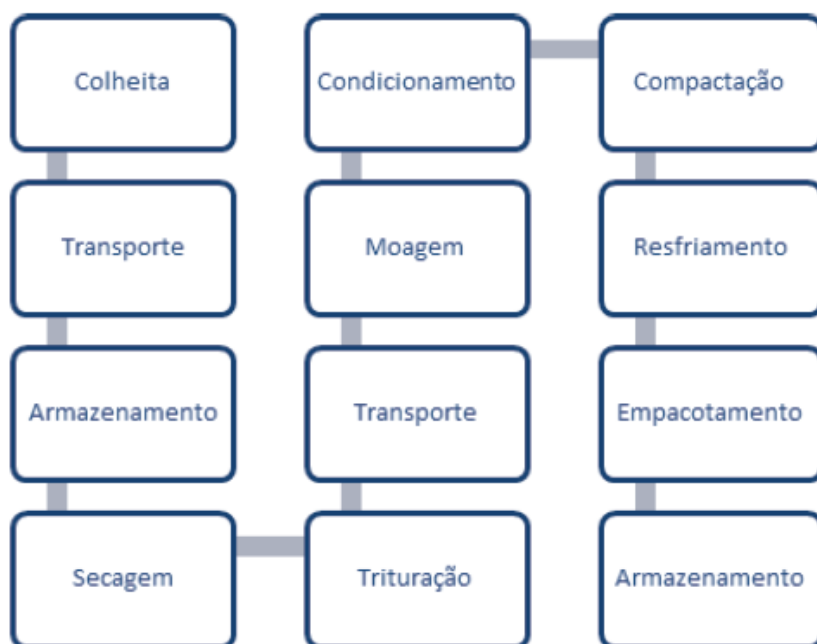 Colheita
Transporte
Armazenamento
Secagem
Trituração
Transporte
Moagem
Condicionamento
Compactação
Resfriamento
Empacotamento
Armazenamento